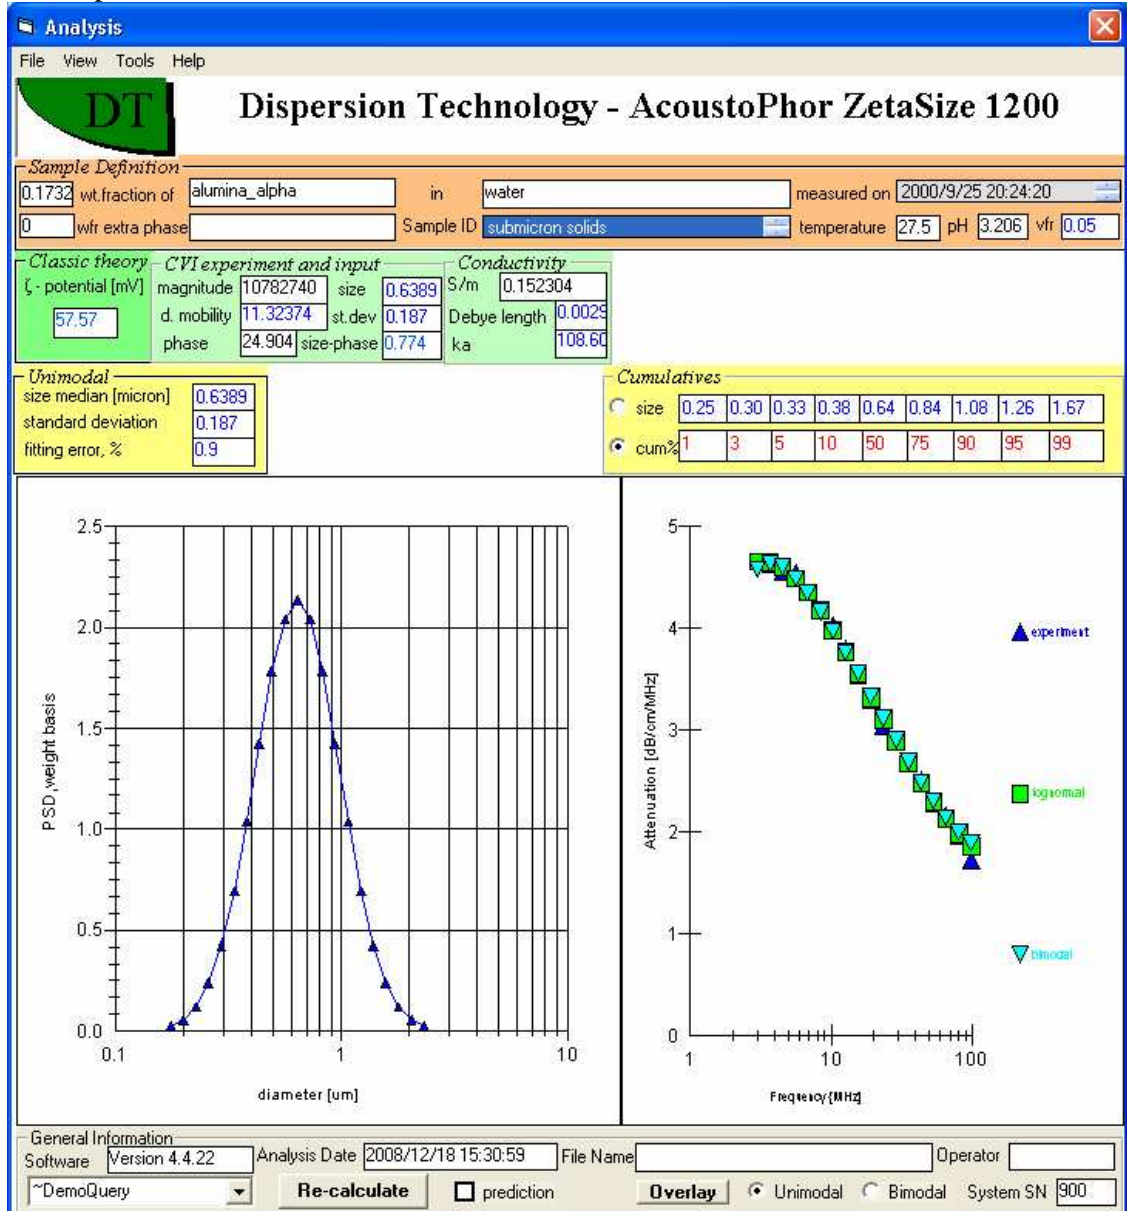 Analysis
File View Tools Help
DT Dispersion Technology - AcoustoPhor ZetaSize 1200
Sample Definition
0.1732 wt.fraction of alumina_alpha in water measured on 2000/9/25 20:24:20
0 wfr extra phase Sample ID submicron solids temperature 27.5 pH 3.206 vfr 0.05
Classic theory CVI experiment and input Conductivity
ζ - potential [mV] magnitude 10782740 size 0.6389 S/m 0.152304
57.57 d. mobility 11.32374 st.dev 0.187 Debye length 0.0029
phase 24.904 size-phase 0.774 ka 108.60
Unimodal Cumulatives
size median [micron] 0.6389 size 0.25 0.30 0.33 0.38 0.64 0.84 1.08 1.26 1.67
standard deviation 0.187
fitting error, % 0.9 cum% 1 3 5 10 50 75 90 95 99
2.5
2.0
1.5
1.0
0.5
0.0
0.1 1 10
PSD,weight basis
diameter [um]
5
4
3
2
1
0
1 10 100
Attenuation [dB/cm/MHz]
Frequency[MHz]
experiment
lognormal
bimodal
General Information
Software Version 4.4.22 Analysis Date 2008/12/18 15:30:59 File Name Operator
~DemoQuery Re-calculate prediction Overlay Unimodal Bimodal System SN 900